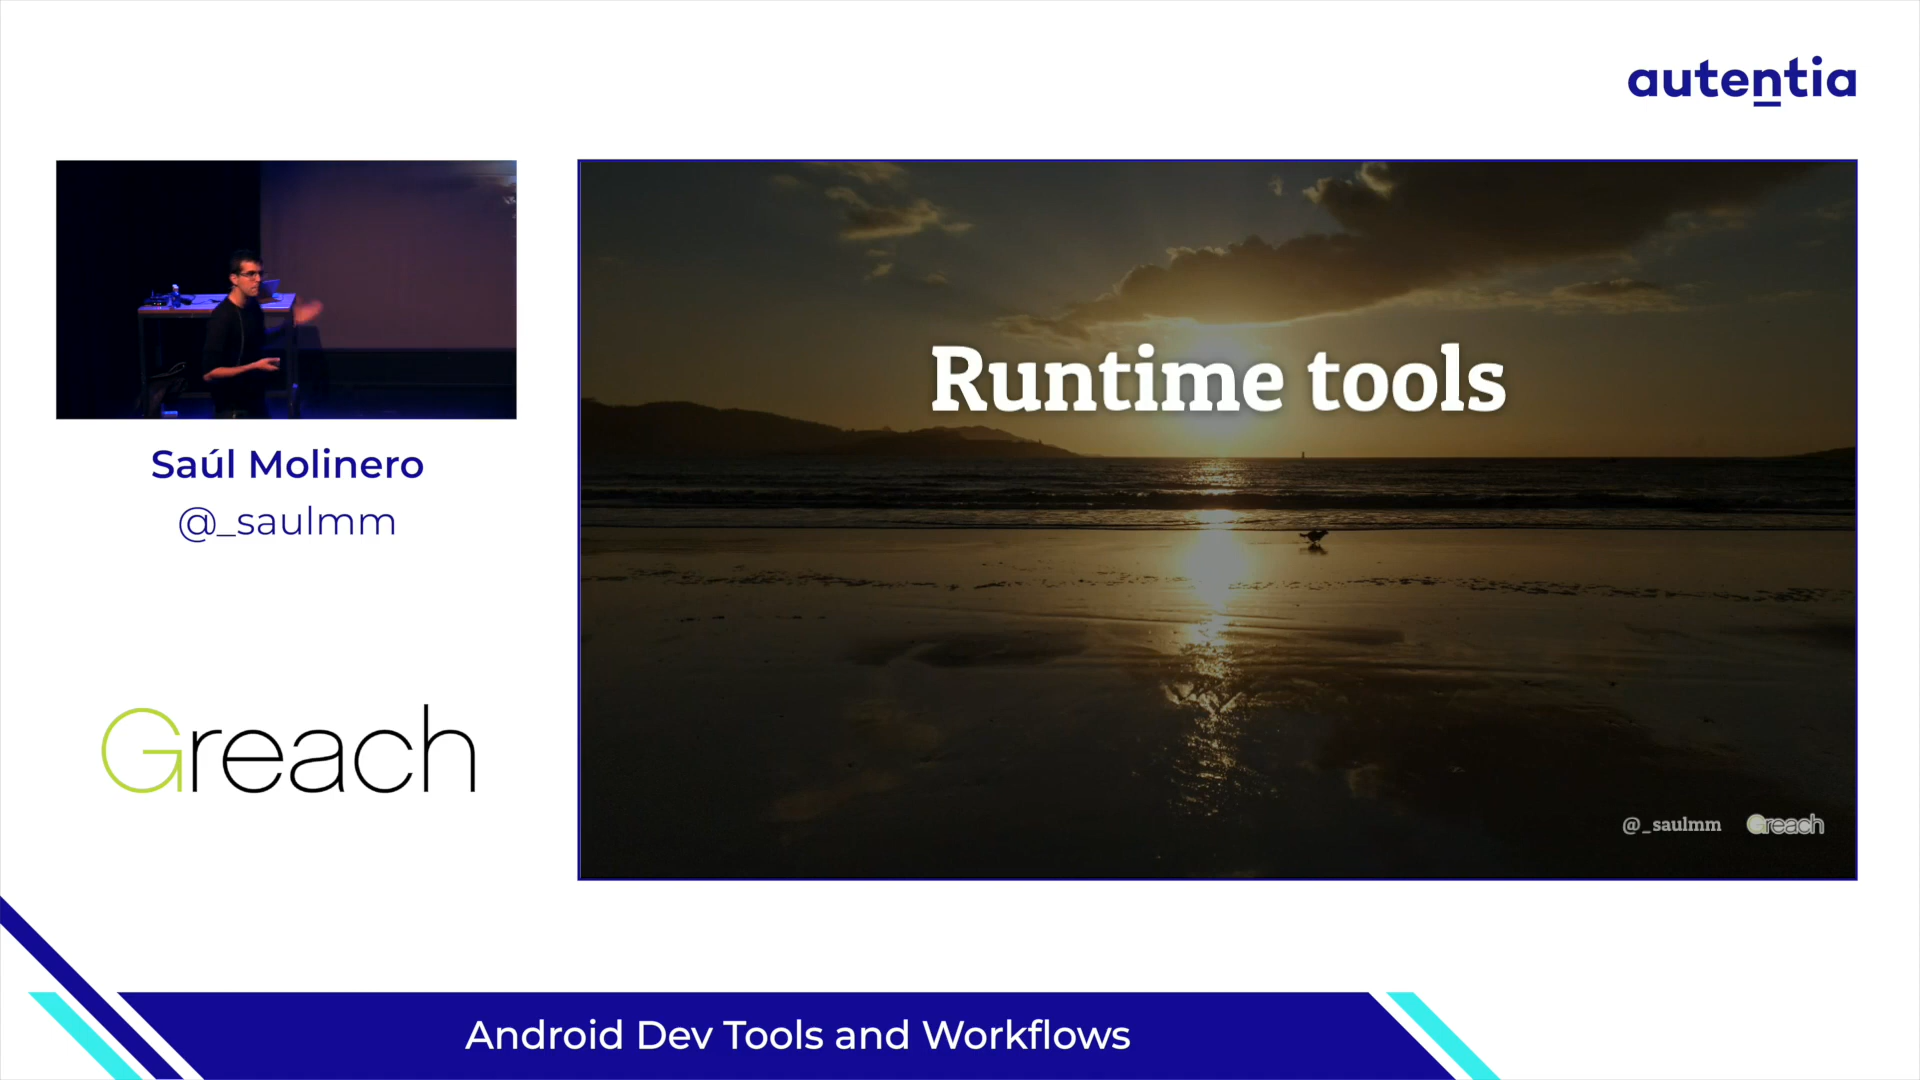 autentia
Runtime tools
Saúl Molinero
@_saulmm
Greach
@_saulmm
Greach
Android Dev Tools and Workflows